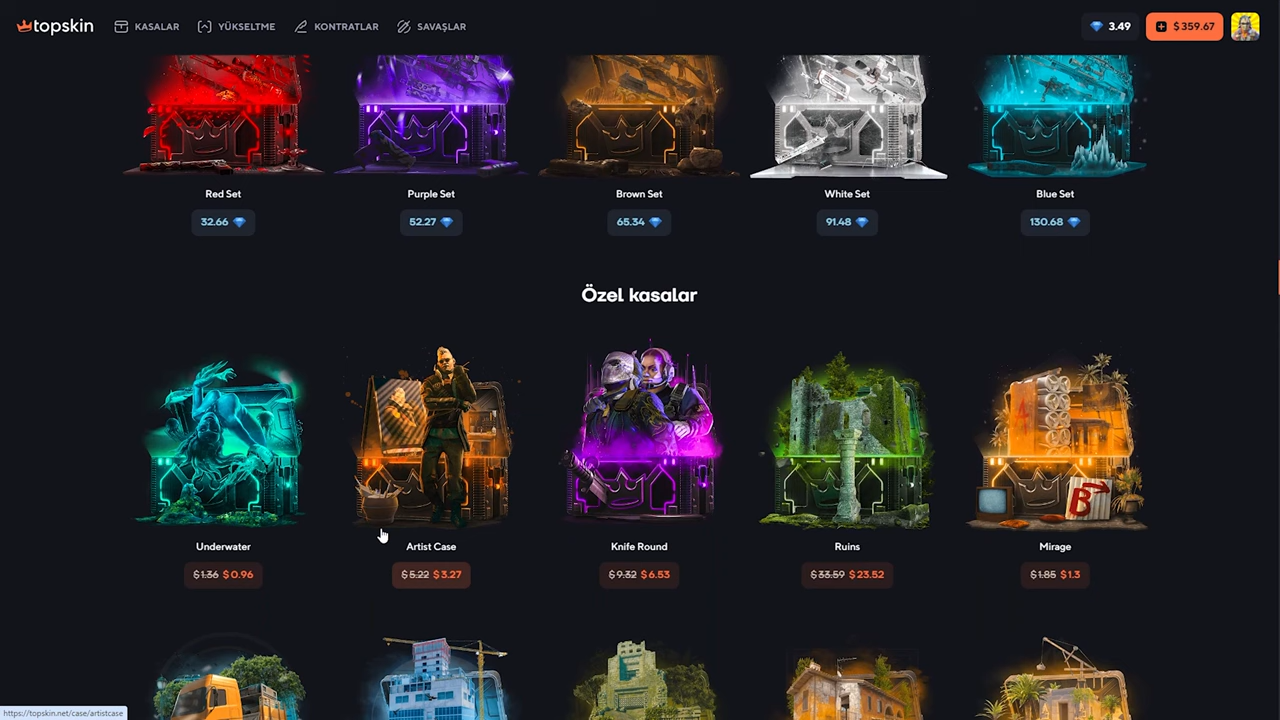 topskin KASALAR YÜKSELTME KONTRATLAR SAVAŞLAR 3.49 $ 359.67
Red Set Purple Set Brown Set White Set Blue Set
32.66 52.27 65.34 91.48 130.68
Özel kasalar
Underwater Artist Case Knife Round Ruins Mirage
$ 1.36 $ 0.96 $ 5.22 $ 3.27 $ 9.32 $ 6.53 $ 33.59 $ 23.52 $ 1.85 $ 1.3
https://topskin.net/case/artistcase